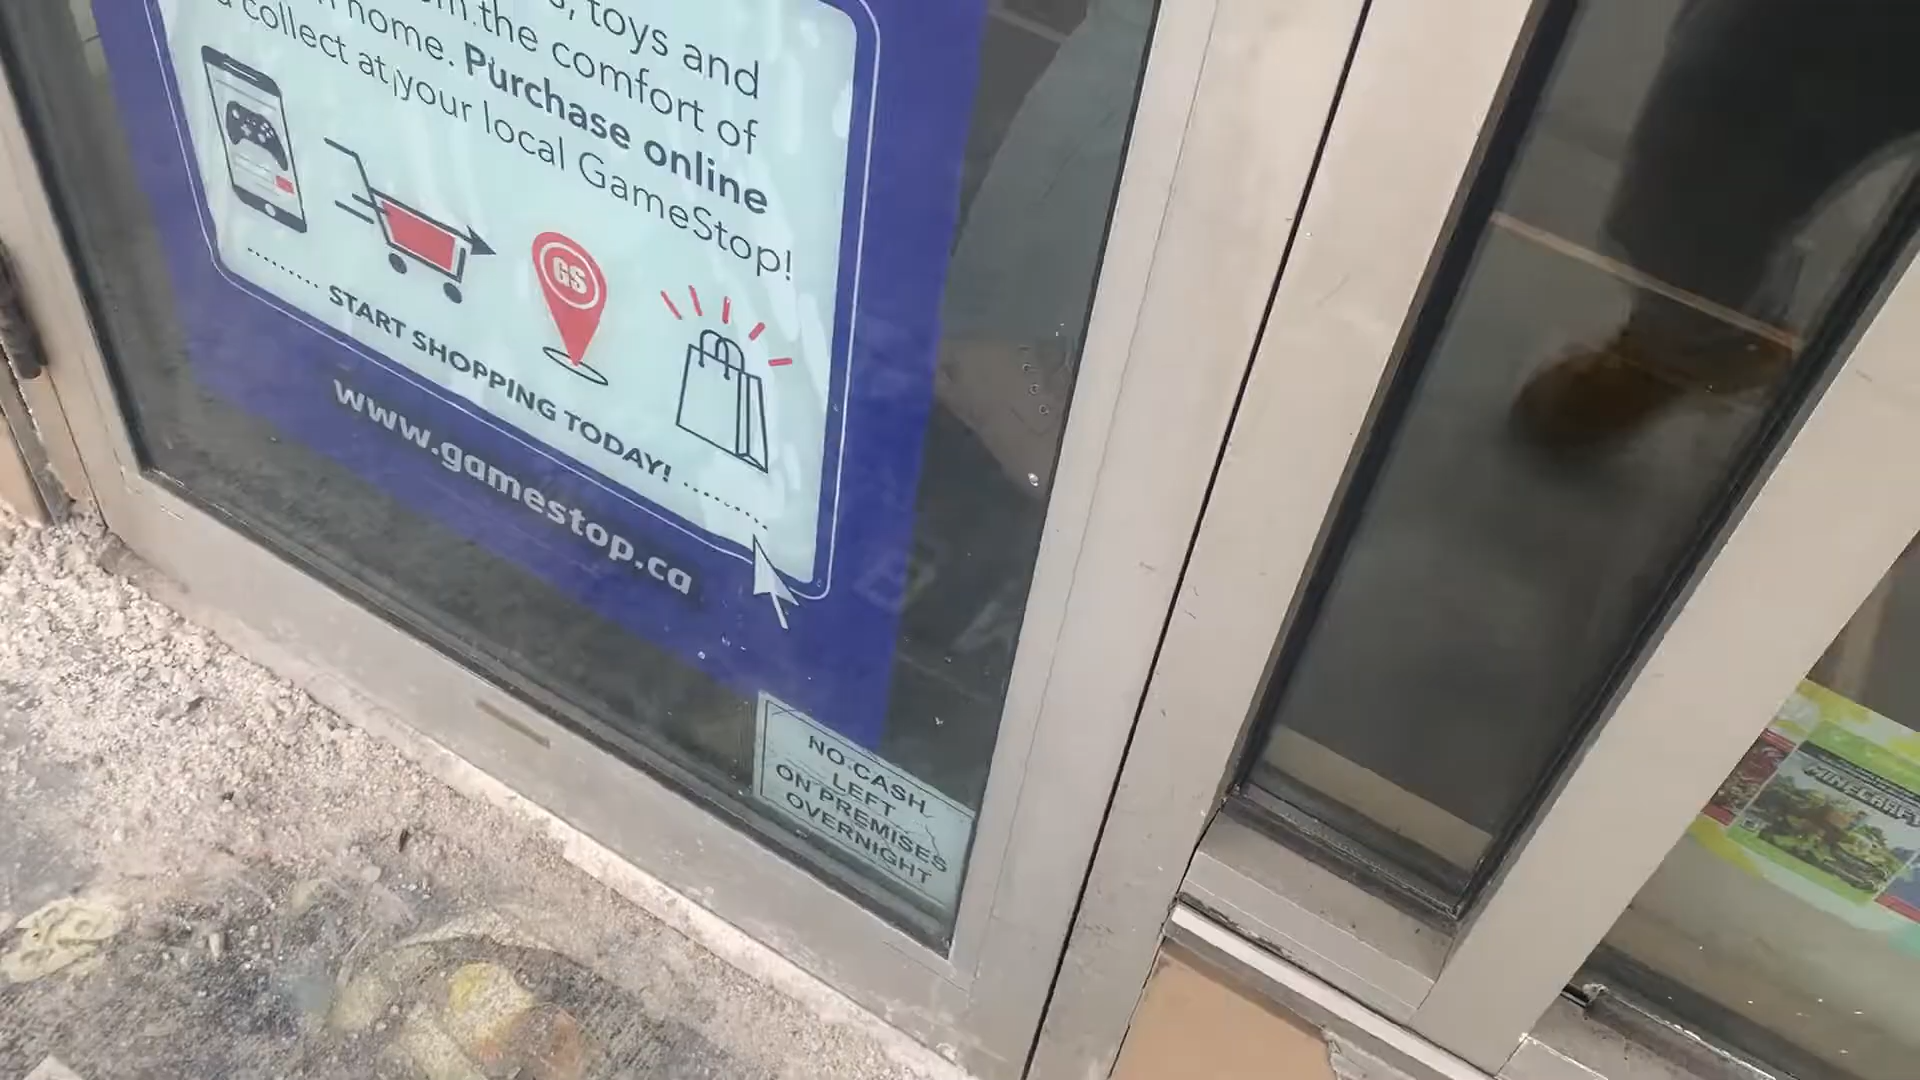 , toys and
the comfort of
home. Purchase online
collect at your local GameStop!
GS
START SHOPPING TODAY!
www.gamestop.ca
NO CASH
LEFT
ON PREMISES
OVERNIGHT
MINECRAFT